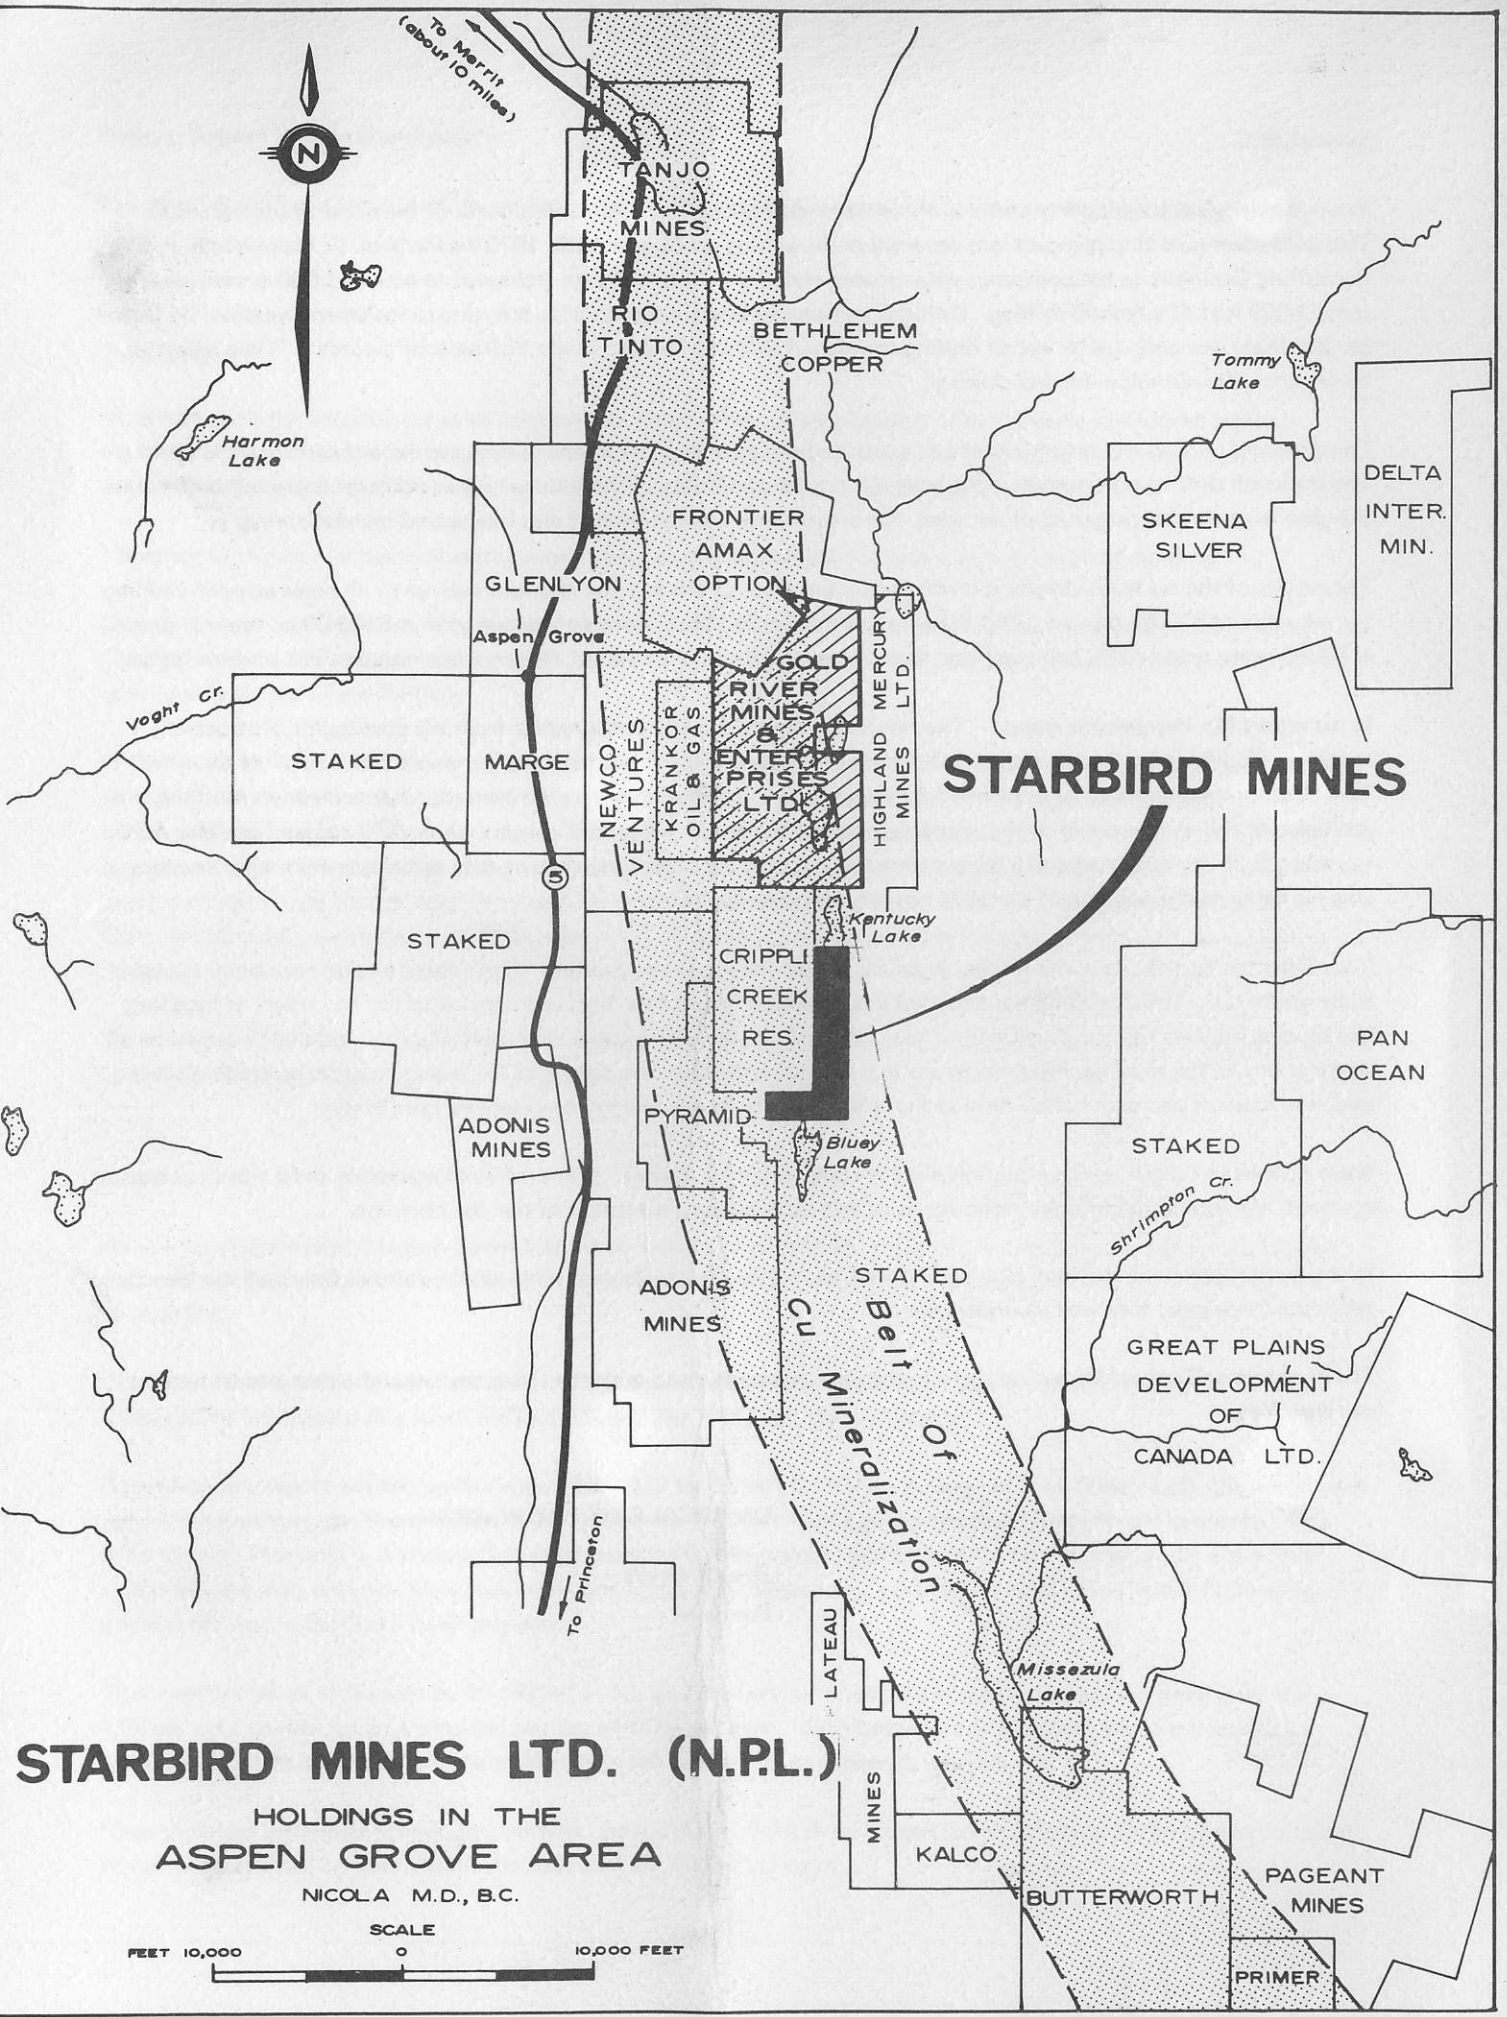 To Merrit
(about 10 miles)
N
TANJO
MINES
RIO
TINTO
BETHLEHEM
COPPER
Tommy
Lake
Harmon
Lake
DELTA
INTER.
MIN.
SKEENA
SILVER
FRONTIER
AMAX
OPTION
GLENLYON
Aspen Grove
Voght Cr.
STAKED
MARGE
NEWCO
VENTURES
KRANKOR
OIL & GAS
GOLD
RIVER
MINES
&
ENTER-
PRISES
LTD.
HIGHLAND MERCURY
MINES LTD.
STARBIRD MINES
5
STAKED
Kentucky
Lake
CRIPPLE
CREEK
RES.
PAN
OCEAN
PYRAMID
ADONIS
MINES
Bluey
Lake
STAKED
Shrimpton Cr.
ADONIS
MINES
STAKED
Belt Of
Cu Mineralization
GREAT PLAINS
DEVELOPMENT
OF
CANADA LTD.
To Princeton
LATEAU
MINES
Missezula
Lake
KALCO
BUTTERWORTH
PAGEANT
MINES
PRIMER
STARBIRD MINES LTD. (N.P.L.)
HOLDINGS IN THE
ASPEN GROVE AREA
NICOLA M.D., B.C.
SCALE
FEET 10,000 0 10,000 FEET